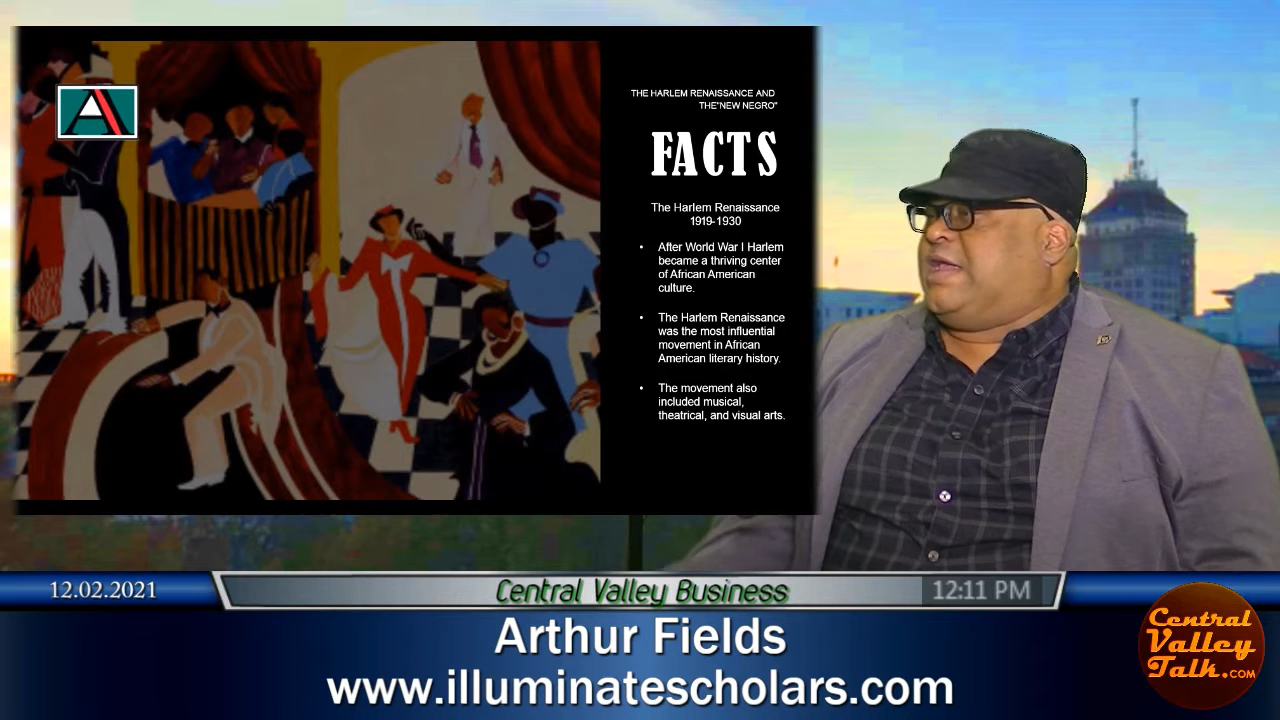 A
THE HARLEM RENAISSANCE AND
THE"NEW NEGRO"
FACTS
The Harlem Renaissance
1919-1930
• After World War I Harlem
became a thriving center
of African American
culture.
• The Harlem Renaissance
was the most influential
movement in African
American literary history.
• The movement also
included musical,
theatrical, and visual arts.
12.02.2021
Central Valley Business
12:11 PM
Arthur Fields
www.illuminatescholars.com
Central
Valley
Talk.COM